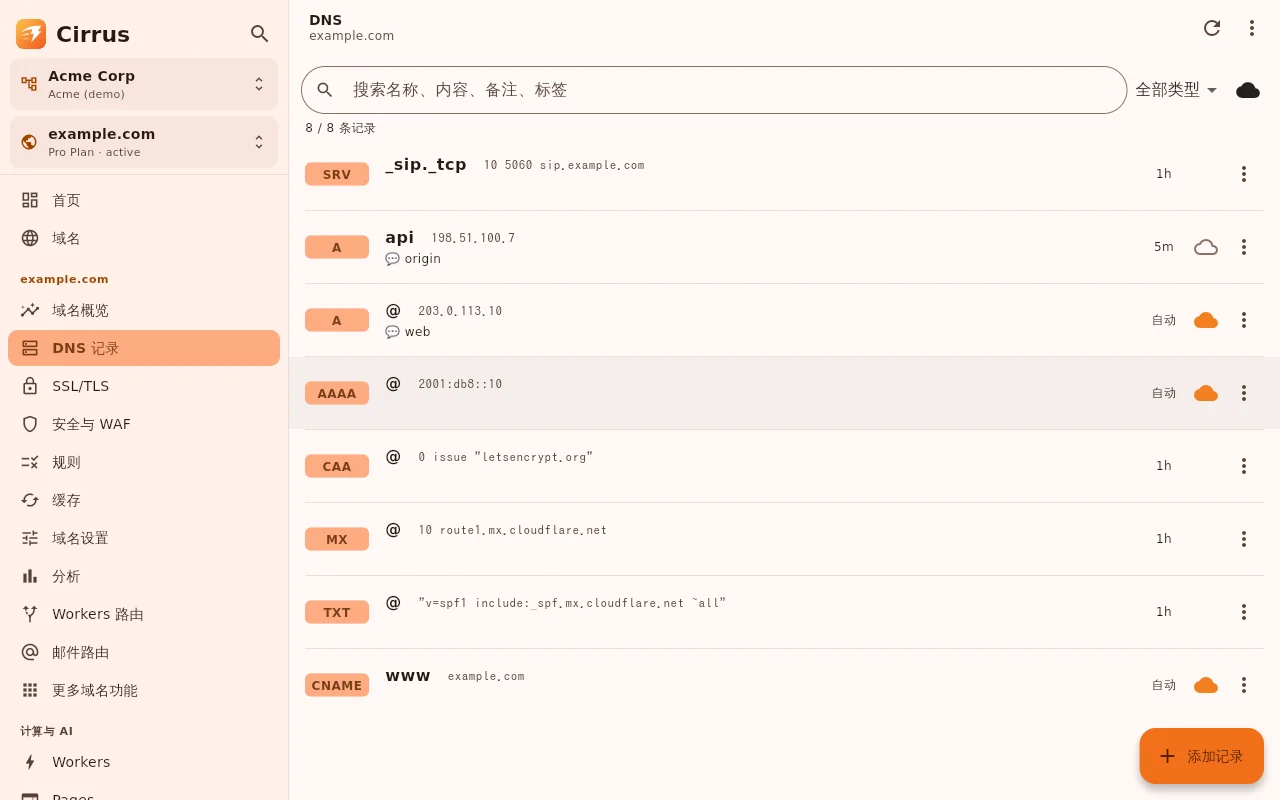 Cirrus
Acme Corp
Acme (demo)
example.com
Pro Plan · active
首页
域名
example.com
域名概览
DNS 记录
SSL/TLS
安全与 WAF
规则
缓存
域名设置
分析
Workers 路由
邮件路由
更多域名功能
计算与 AI
Workers
Pages
DNS
example.com
搜索名称、内容、备注、标签
全部类型
8 / 8 条记录
SRV _sip._tcp 10 5060 sip.example.com 1h
A api 198.51.100.7 5m
💬 origin
A @ 203.0.113.10 自动
💬 web
AAAA @ 2001:db8::10 自动
CAA @ 0 issue "letsencrypt.org" 1h
MX @ 10 route1.mx.cloudflare.net 1h
TXT @ "v=spf1 include:_spf.mx.cloudflare.net ~all" 1h
CNAME www example.com 自动
添加记录